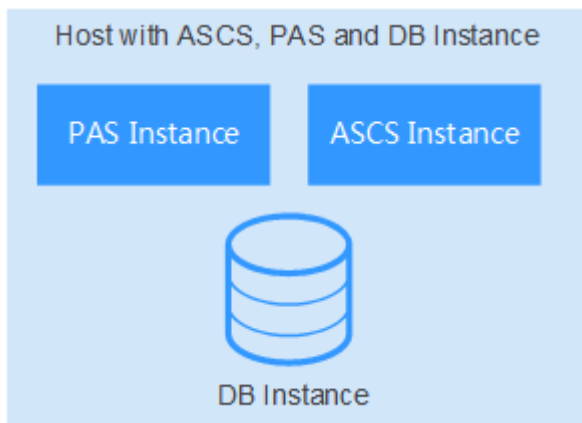 Host with ASCS, PAS and DB Instance
PAS Instance
ASCS Instance
DB Instance